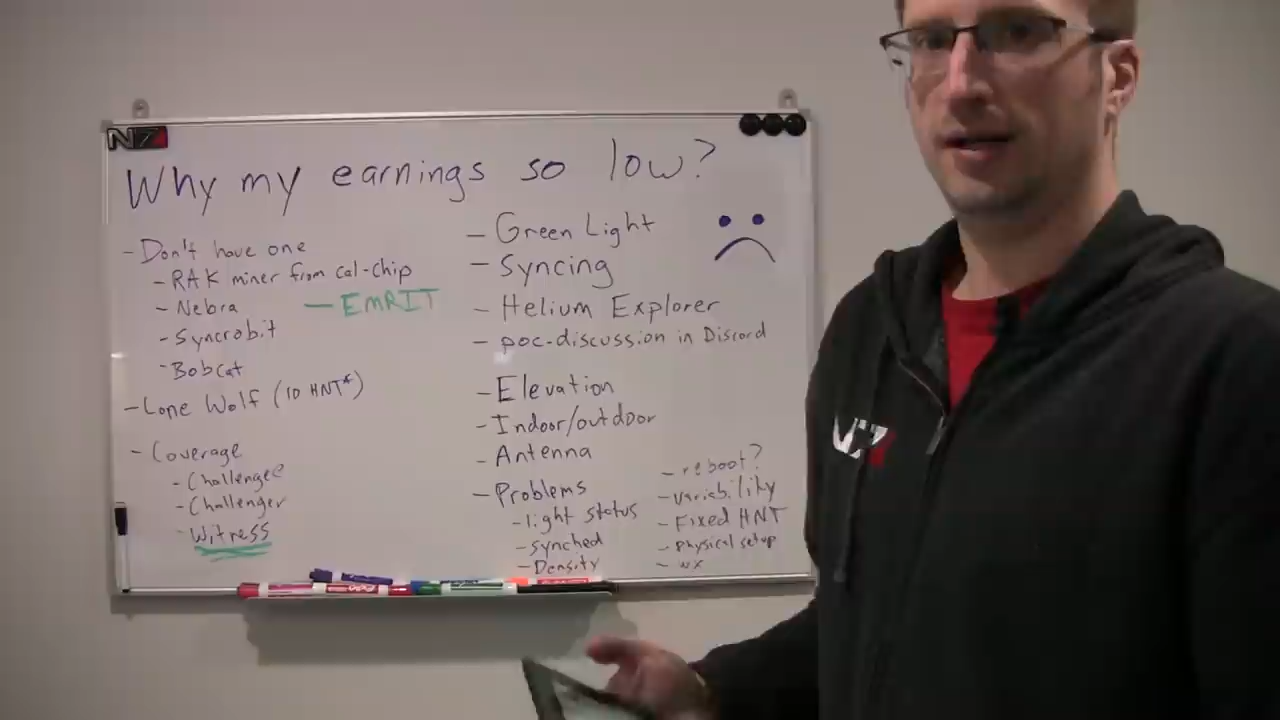 N7
Why my earnings so low?
- Don't have one
- RAK miner from cal-chip
- Nebra
- EMRIT
- Syncrobit
- Bobcat
- Lone Wolf (10 HNT*)
- Coverage
- Challengee
- Challenger
- Witness
- Green Light
- Syncing
- Helium Explorer
- poc-discussion in Discord
- Elevation
- Indoor/outdoor
- Antenna
- Problems
- light status
- synched
- Density
- reboot?
- Variability
- Fixed HNT
- Physical setup
- wx
N7